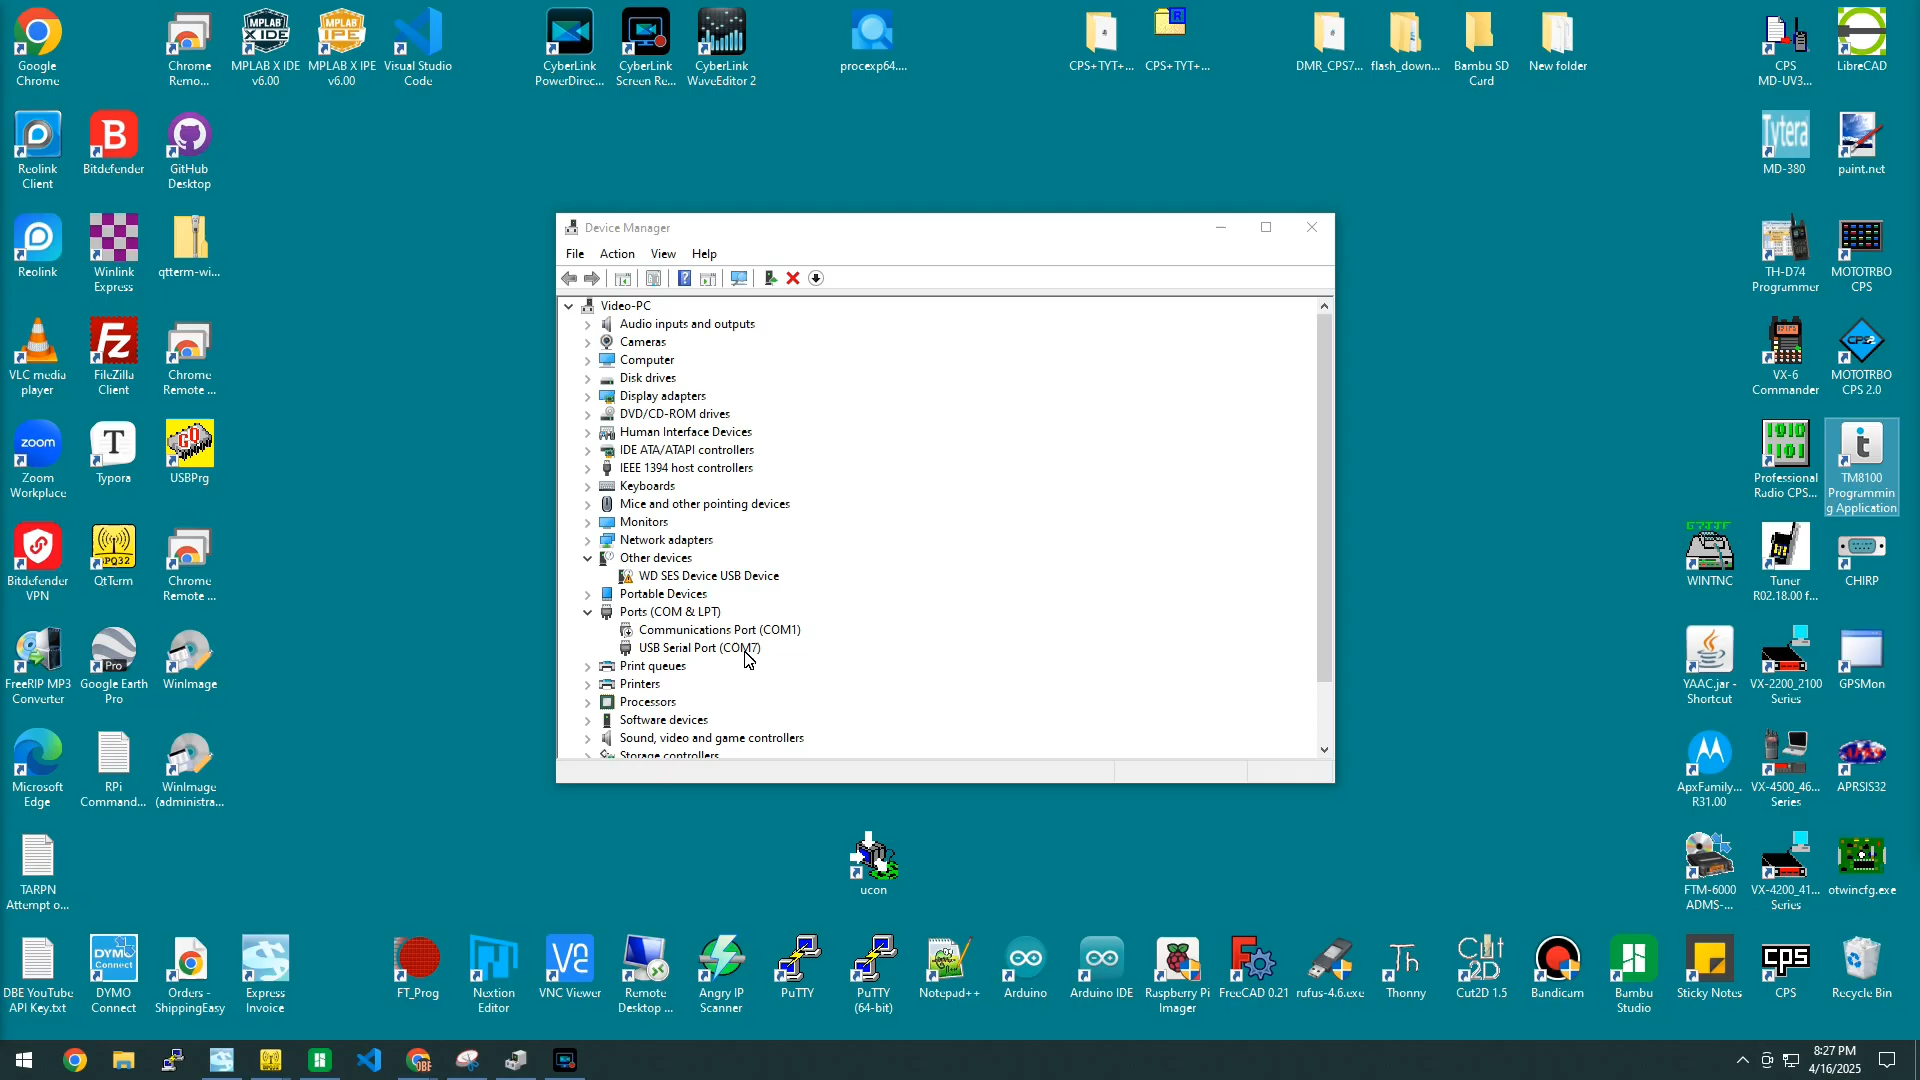 Google
Chrome
Chrome
Remo...
MPLAB X IDE
v6.00
MPLAB X IPE
v6.00
Visual Studio
Code
CyberLink
PowerDirec...
CyberLink
Screen Re...
CyberLink
WaveEditor 2
procexp64....
CPS+TYT+...
CPS+TYT+...
DMR_CPS7...
flash_down...
Bambu SD
Card
New folder
CPS
MD-UV3...
LibreCAD
Reolink
Client
Bitdefender
GitHub
Desktop
Tytera
MD-380
paint.net
Reolink
Winlink
Express
qtterm-wi...
TH-D74
Programmer
MOTOTRBO
CPS
VLC media
player
FileZilla
Client
Chrome
Remote ...
VX-6
Commander
MOTOTRBO
CPS 2.0
zoom
Zoom
Workplace
Typora
USBPrg
Professional
Radio CPS...
TM8100
Programmin
g Application
Bitdefender
VPN
QtTerm
Chrome
Remote ...
WINTNC
Tuner
R02.18.00 f...
CHIRP
FreeRIP MP3
Converter
Google Earth
Pro
WinImage
YAAC.jar -
Shortcut
VX-2200_2100
Series
GPSMon
Microsoft
Edge
RPi
Command...
WinImage
(administra...
ApxFamily...
R31.00
VX-4500_46...
Series
APRSIS32
TARPN
Attempt o...
ucon
FTM-6000
ADMS-...
VX-4200_41...
Series
otwincfg.exe
DBE YouTube
API Key.txt
DYMO
Connect
Orders -
ShippingEasy
Express
Invoice
FT_Prog
Nextion
Editor
VNC Viewer
Remote
Desktop ...
Angry IP
Scanner
PuTTY
PuTTY
(64-bit)
Notepad++
Arduino
Arduino IDE
Raspberry Pi
Imager
FreeCAD 0.21
rufus-4.6.exe
Thonny
Cut2D 1.5
Bandicam
Bambu
Studio
Sticky Notes
CPS
Recycle Bin
Device Manager
File Action View Help
Video-PC
Audio inputs and outputs
Cameras
Computer
Disk drives
Display adapters
DVD/CD-ROM drives
Human Interface Devices
IDE ATA/ATAPI controllers
IEEE 1394 host controllers
Keyboards
Mice and other pointing devices
Monitors
Network adapters
Other devices
WD SES Device USB Device
Portable Devices
Ports (COM & LPT)
Communications Port (COM1)
USB Serial Port (COM7)
Print queues
Printers
Processors
Software devices
Sound, video and game controllers
Storage controllers
8:27 PM
4/16/2025